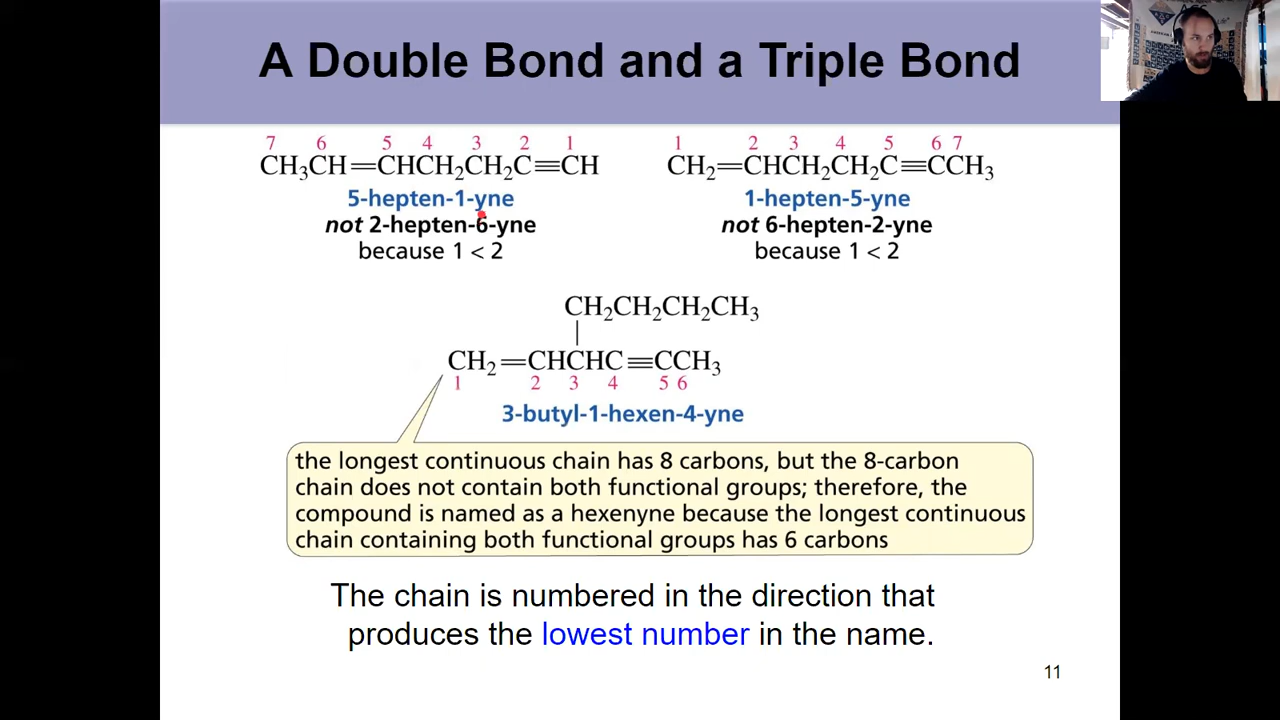 A Double Bond and a Triple Bond
7 6 5 4 3 2 1
CH₃CH=CHCH₂CH₂C≡CH
5-hepten-1-yne
not 2-hepten-6-yne
because 1 < 2
1 2 3 4 5 6 7
CH₂=CHCH₂CH₂C≡CCH₃
1-hepten-5-yne
not 6-hepten-2-yne
because 1 < 2
CH₂CH₂CH₂CH₃
CH₂=CHCHC≡CCH₃
1 2 3 4 5 6
3-butyl-1-hexen-4-yne
the longest continuous chain has 8 carbons, but the 8-carbon
chain does not contain both functional groups; therefore, the
compound is named as a hexenyne because the longest continuous
chain containing both functional groups has 6 carbons
The chain is numbered in the direction that
produces the lowest number in the name.
11